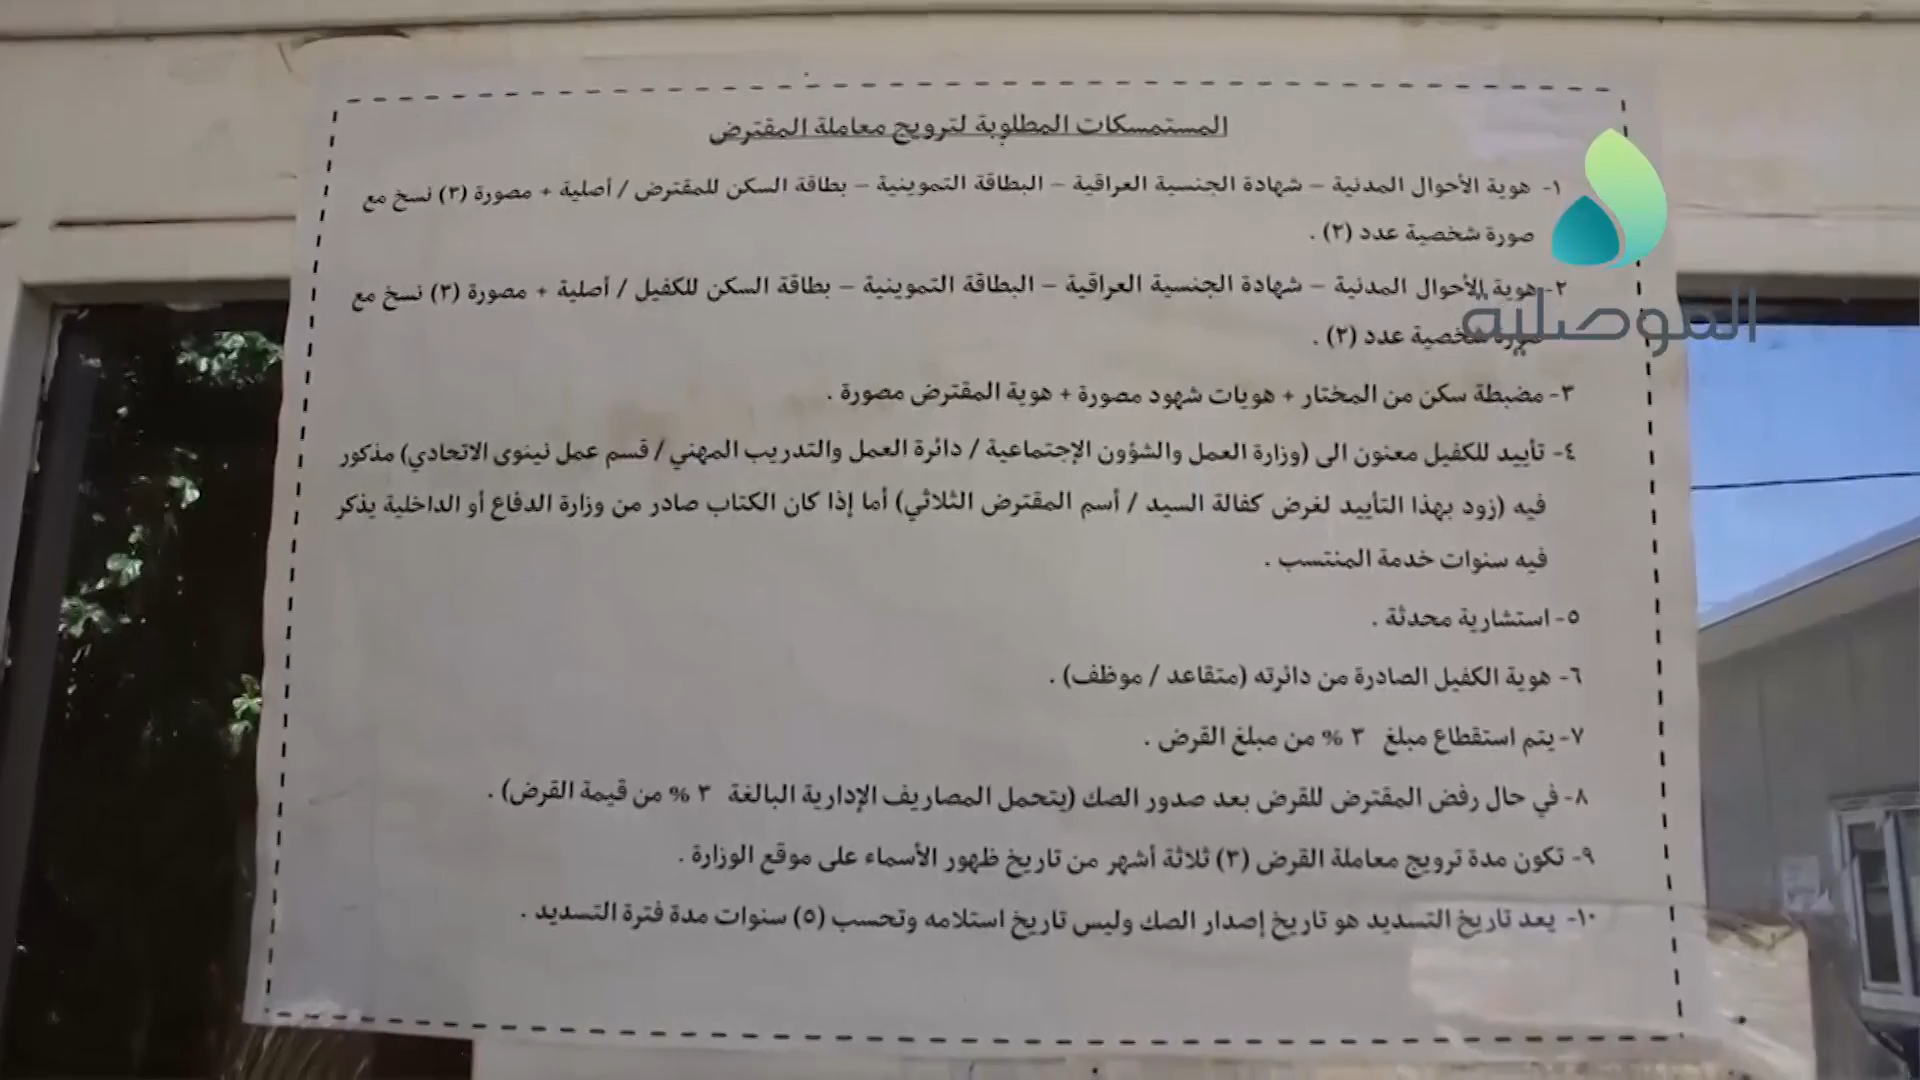 المستمسكات المطلوبة لترويج معاملة المقترض
١- هوية الأحوال المدنية – شهادة الجنسية العراقية – البطاقة التموينية – بطاقة السكن للمقترض / أصلية + مصورة (٣) نسخ مع
صورة شخصية عدد (٢) .
٢- هوية الأحوال المدنية – شهادة الجنسية العراقية – البطاقة التموينية – بطاقة السكن للكفيل / أصلية + مصورة (٣) نسخ مع
صورة شخصية عدد (٢) .
الموصلية
٣- مضبطة سكن من المختار + هويات شهود مصورة + هوية المقترض مصورة .
٤- تأييد للكفيل معنون الى (وزارة العمل والشؤون الإجتماعية / دائرة العمل والتدريب المهني / قسم عمل نينوى الاتحادي) مذكور
فيه (زود بهذا التأييد لغرض كفالة السيد / أسم المقترض الثلاثي) أما إذا كان الكتاب صادر من وزارة الدفاع أو الداخلية يذكر
فيه سنوات خدمة المنتسب .
٥- استشارية محدثة .
٦- هوية الكفيل الصادرة من دائرته (متقاعد / موظف) .
٧- يتم استقطاع مبلغ ٣ % من مبلغ القرض .
٨- في حال رفض المقترض للقرض بعد صدور الصك (يتحمل المصاريف الإدارية البالغة ٣ % من قيمة القرض) .
٩- تكون مدة ترويج معاملة القرض (٣) ثلاثة أشهر من تاريخ ظهور الأسماء على موقع الوزارة .
١٠- يعد تاريخ التسديد هو تاريخ إصدار الصك وليس تاريخ استلامه وتحسب (٥) سنوات مدة فترة التسديد .